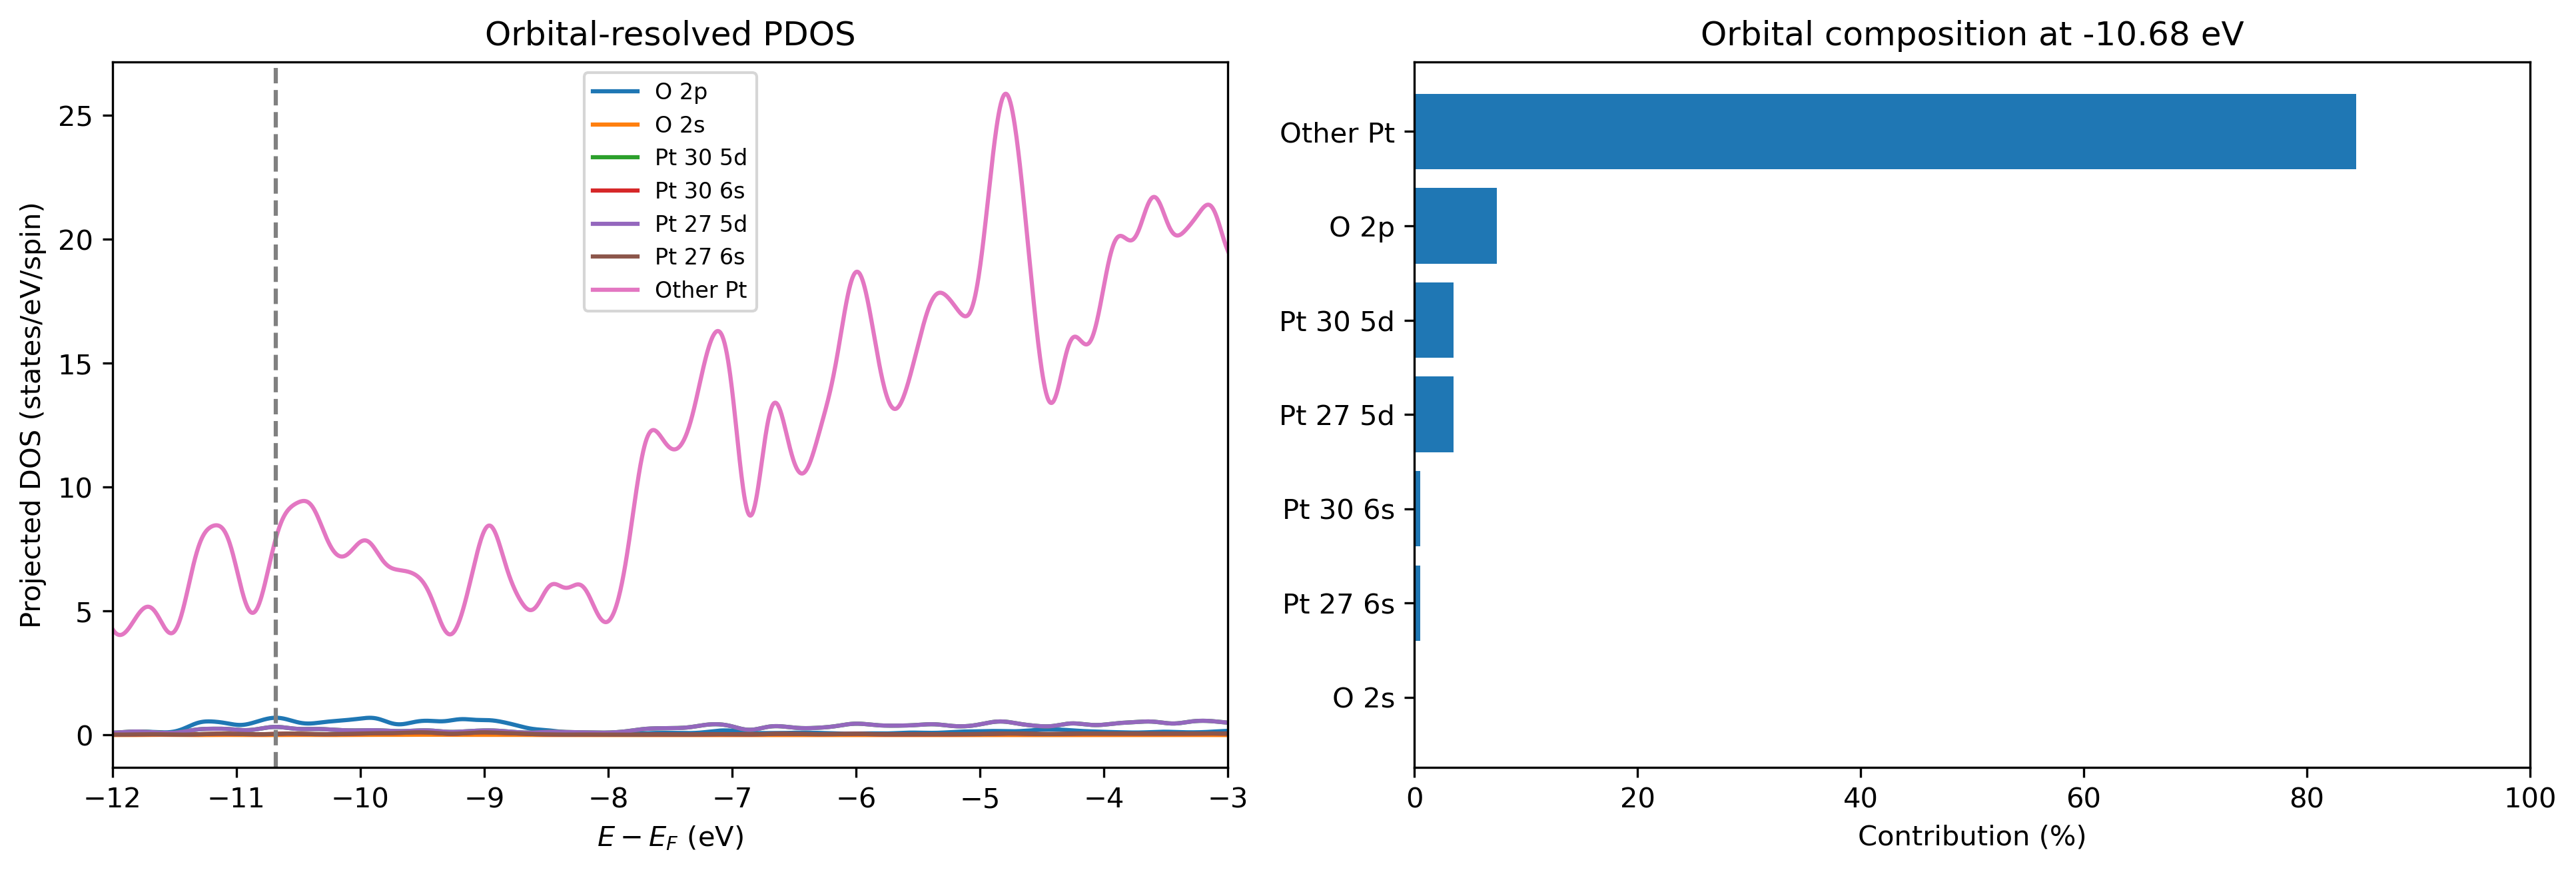 Orbital-resolved PDOS
Projected DOS (states/eV/spin)
25
20
15
10
5
0
O 2p
O 2s
Pt 30 5d
Pt 30 6s
Pt 27 5d
Pt 27 6s
Other Pt
−12 −11 −10 −9 −8 −7 −6 −5 −4 −3
E − E_F (eV)
Orbital composition at -10.68 eV
Other Pt
O 2p
Pt 30 5d
Pt 27 5d
Pt 30 6s
Pt 27 6s
O 2s
0 20 40 60 80 100
Contribution (%)